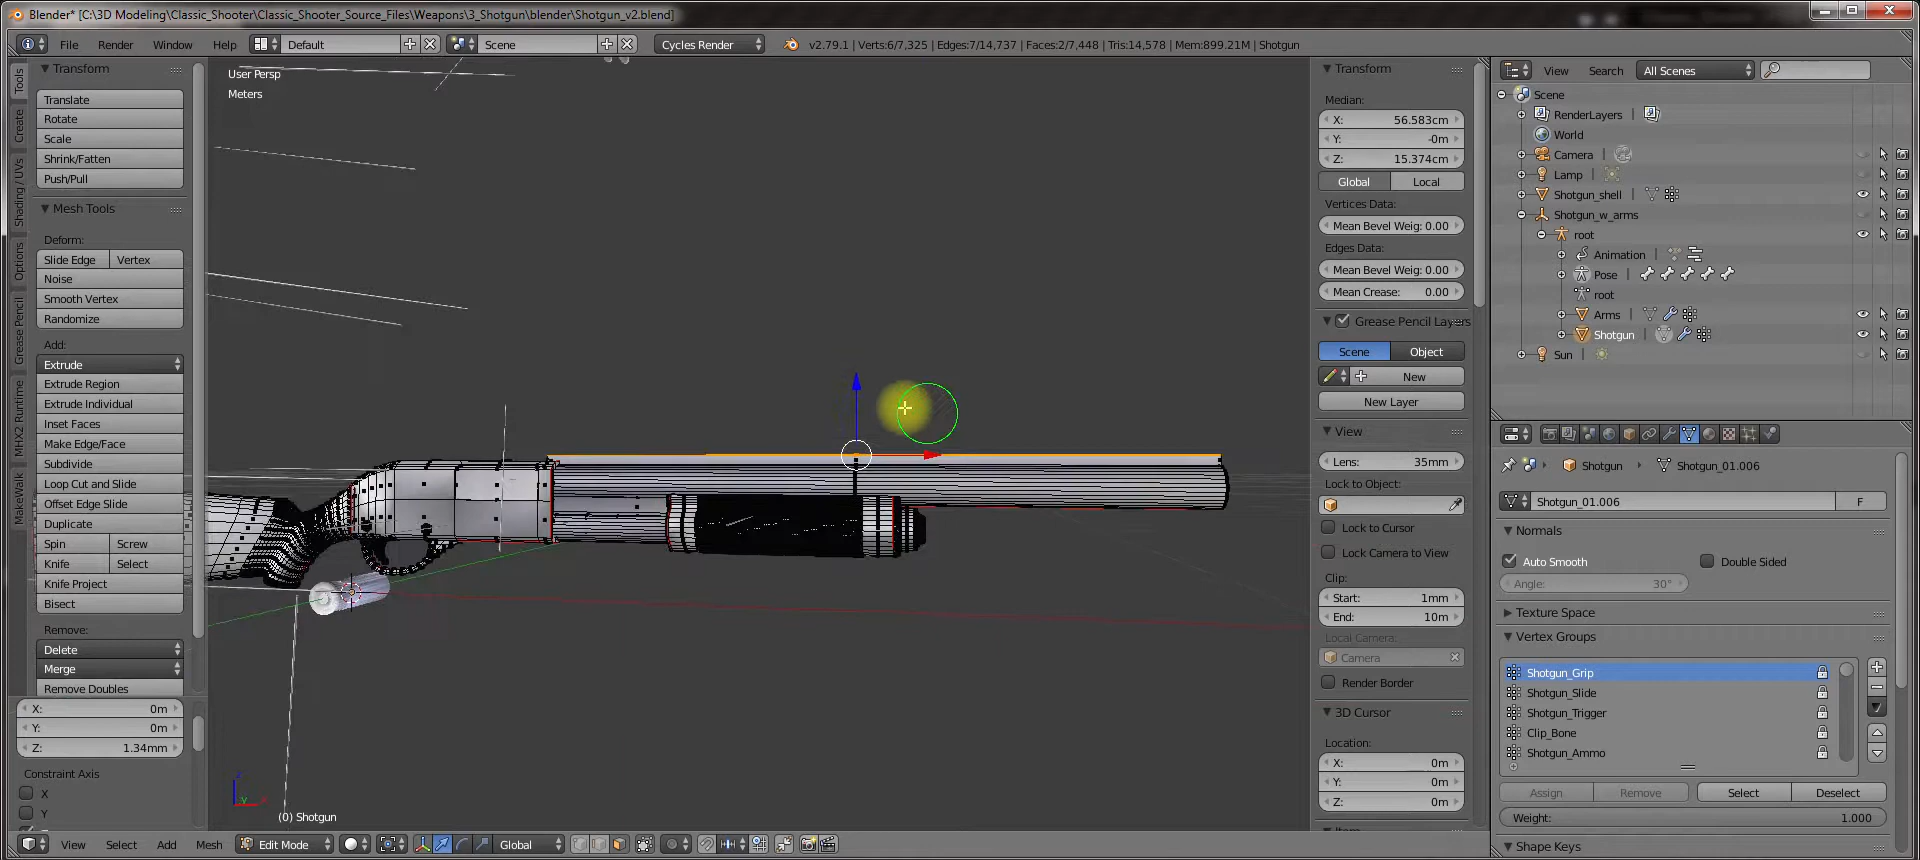 Blender* [C:\3D Modeling\Classic_Shooter\Classic_Shooter_Source_Files\Weapons\3_Shotgun\blender\Shotgun_v2.blend]
File Render Window Help Default Scene Cycles Render v2.79.1 | Verts:6/7,325 | Edges:7/14,737 | Faces:2/7,448 | Tris:14,578 | Mem:899.21M | Shotgun
Tools
Create
Shading / UVs
Options
Grease Pencil
MHX2 Runtime
MakeWalk
Transform
Translate
Rotate
Scale
Shrink/Fatten
Push/Pull
Mesh Tools
Deform:
Slide Edge Vertex
Noise
Smooth Vertex
Randomize
Add:
Extrude
Extrude Region
Extrude Individual
Inset Faces
Make Edge/Face
Subdivide
Loop Cut and Slide
Offset Edge Slide
Duplicate
Spin Screw
Knife Select
Knife Project
Bisect
Remove:
Delete
Merge
Remove Doubles
X: 0m
Y: 0m
Z: 1.34mm
Constraint Axis
X
Y
User Persp
Meters
(0) Shotgun
View Select Add Mesh Edit Mode Global
Transform
Median:
X: 56.583cm
Y: -0m
Z: 15.374cm
Global Local
Vertices Data:
Mean Bevel Weig: 0.00
Edges Data:
Mean Bevel Weig: 0.00
Mean Crease: 0.00
Grease Pencil Layers
Scene Object
New
New Layer
View
Lens: 35mm
Lock to Object:
Lock to Cursor
Lock Camera to View
Clip:
Start: 1mm
End: 10m
Local Camera:
Camera
Render Border
3D Cursor
Location:
X: 0m
Y: 0m
Z: 0m
View Search All Scenes
Scene
RenderLayers
World
Camera
Lamp
Shotgun_shell
Shotgun_w_arms
root
Animation
Pose
root
Arms
Shotgun
Sun
Shotgun Shotgun_01.006
Shotgun_01.006 F
Normals
Auto Smooth Double Sided
Angle: 30°
Texture Space
Vertex Groups
Shotgun_Grip
Shotgun_Slide
Shotgun_Trigger
Clip_Bone
Shotgun_Ammo
Assign Remove Select Deselect
Weight: 1.000
Shape Keys